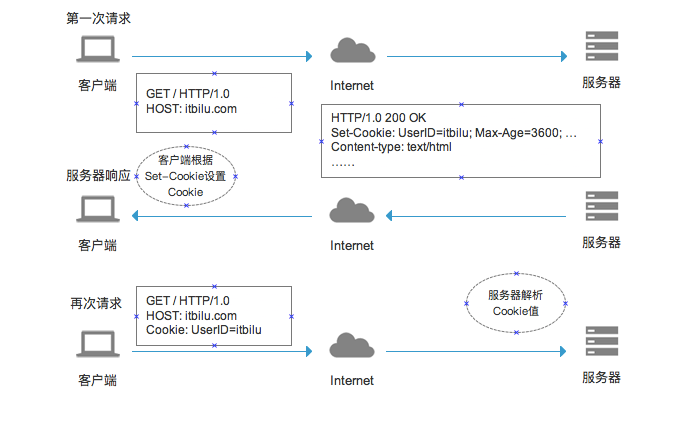 第一次请求
客户端
Internet
服务器
GET / HTTP/1.0
HOST: itbilu.com
HTTP/1.0 200 OK
Set-Cookie: UserID=itbilu; Max-Age=3600; …
Content-type: text/html
……
服务器响应
客户端根据
Set-Cookie设置
Cookie
客户端
Internet
服务器
再次请求
GET / HTTP/1.0
HOST: itbilu.com
Cookie: UserID=itbilu
服务器解析
Cookie值
客户端
Internet
服务器